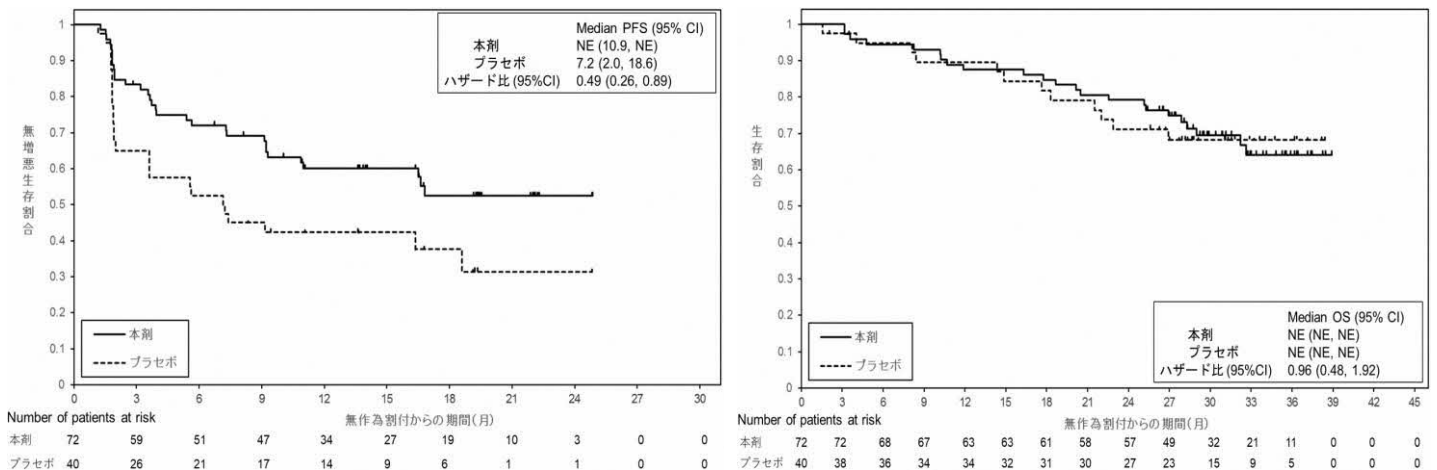 Median PFS (95% CI)
本剤 NE (10.9, NE)
プラセボ 7.2 (2.0, 18.6)
ハザード比 (95%CI) 0.49 (0.26, 0.89)
1
0.9
0.8
0.7
0.6
0.5
0.4
0.3
0.2
0.1
0
無増悪生存割合
本剤
プラセボ
0 3 6 9 12 15 18 21 24 27 30
Number of patients at risk
無作為割付からの期間(月)
本剤 72 59 51 47 34 27 19 10 3 0 0
プラセボ 40 26 21 17 14 9 6 1 1 0 0
1
0.9
0.8
0.7
0.6
0.5
0.4
0.3
0.2
0.1
0
生存割合
Median OS (95% CI)
本剤 NE (NE, NE)
プラセボ NE (NE, NE)
ハザード比 (95%CI) 0.96 (0.48, 1.92)
本剤
プラセボ
0 3 6 9 12 15 18 21 24 27 30 33 36 39 42 45
Number of patients at risk
無作為割付からの期間(月)
本剤 72 72 68 67 63 63 61 58 57 49 32 21 11 0 0 0
プラセボ 40 38 36 34 34 32 31 30 27 23 15 9 5 0 0 0